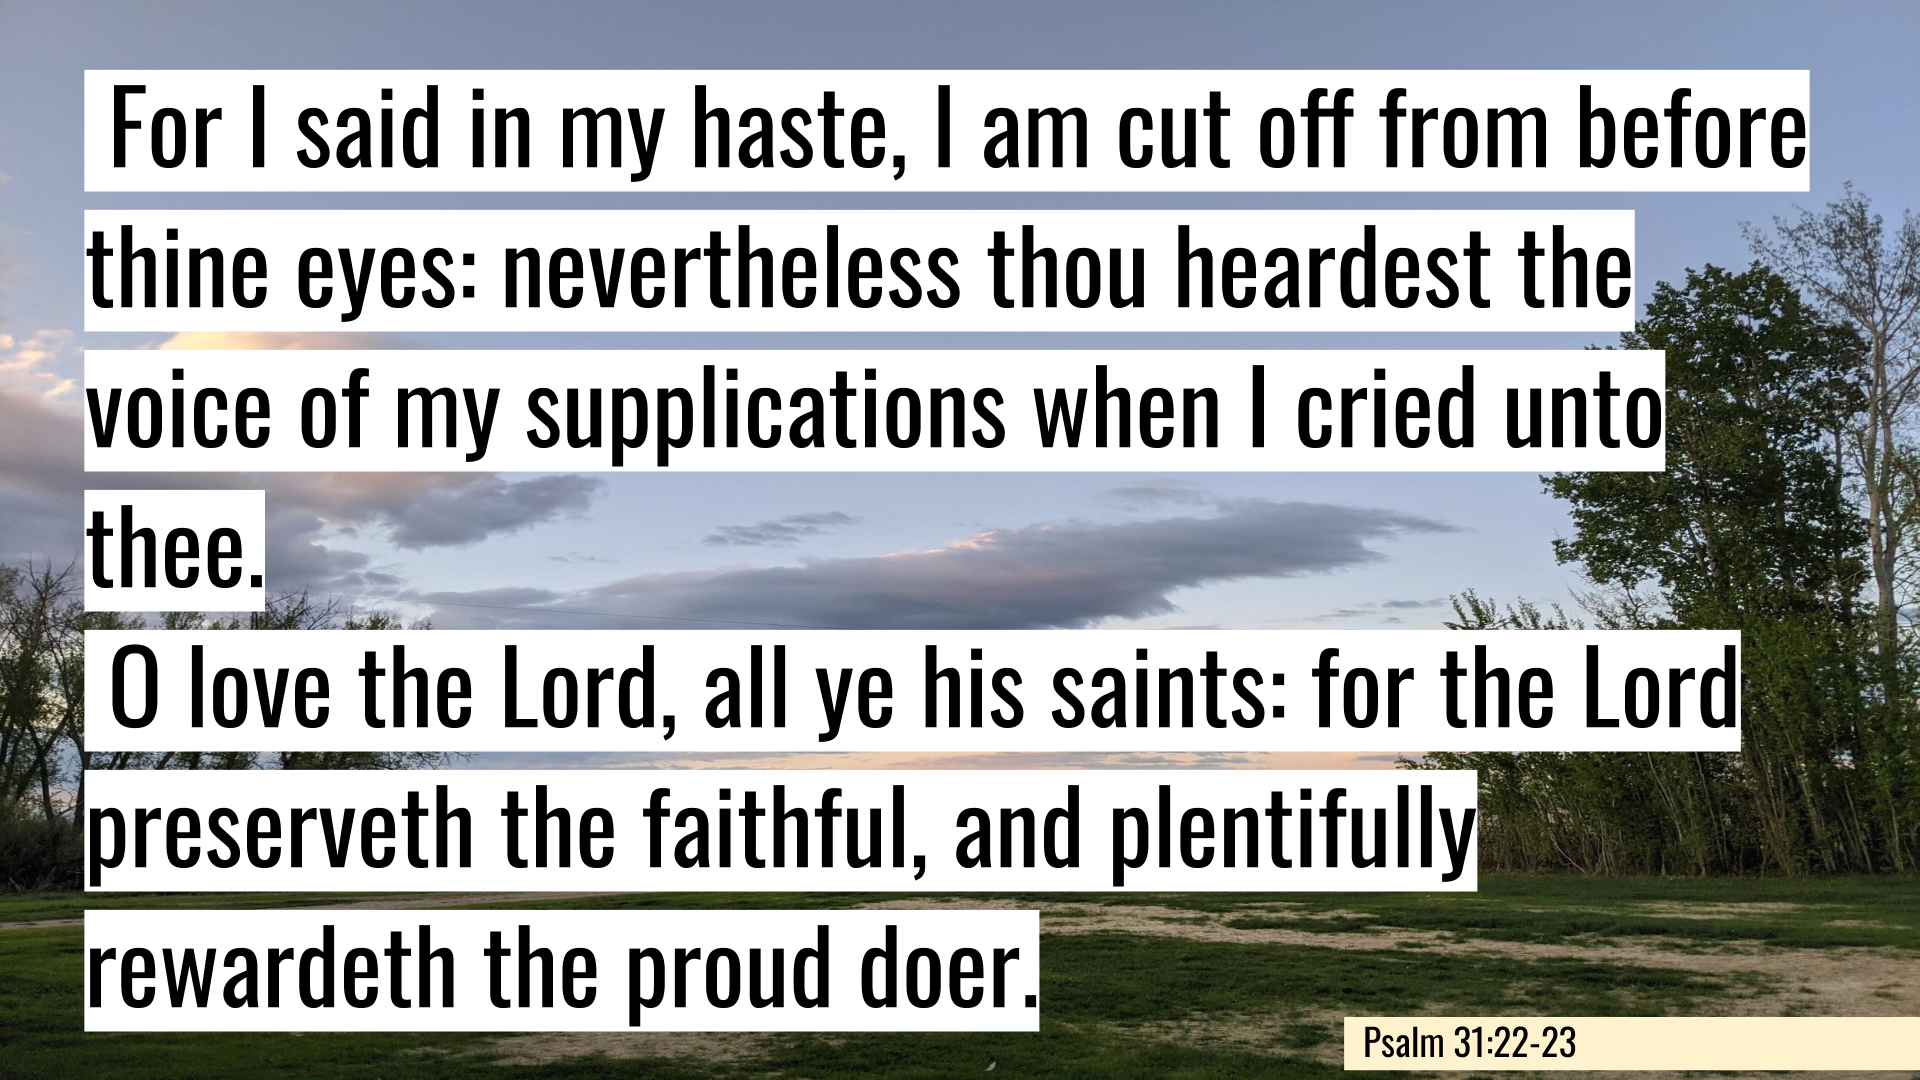 For I said in my haste, I am cut off from before
thine eyes: nevertheless thou heardest the
voice of my supplications when I cried unto
thee.
O love the Lord, all ye his saints: for the Lord
preserveth the faithful, and plentifully
rewardeth the proud doer.
Psalm 31:22-23